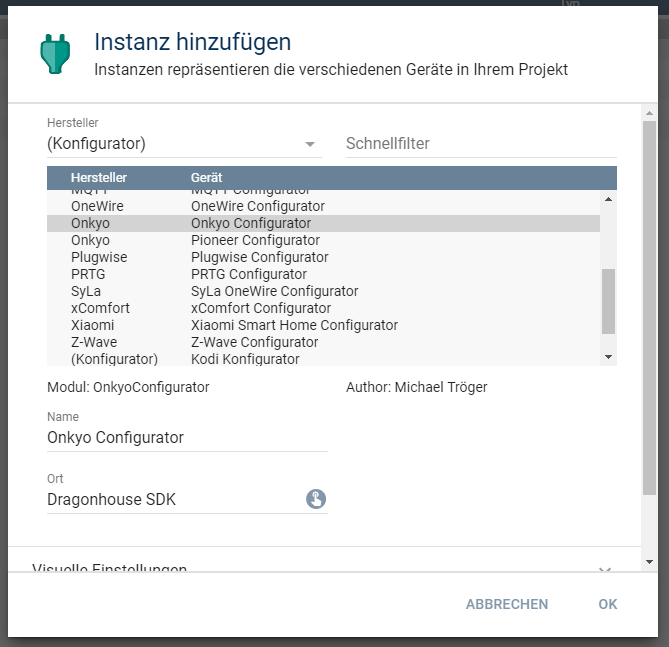 Typ
Instanz hinzufügen
Instanzen repräsentieren die verschiedenen Geräte in Ihrem Projekt
Hersteller
(Konfigurator)
Schnellfilter
Hersteller Gerät
MQTT MQTT Configurator
OneWire OneWire Configurator
Onkyo Onkyo Configurator
Onkyo Pioneer Configurator
Plugwise Plugwise Configurator
PRTG PRTG Configurator
SyLa SyLa OneWire Configurator
xComfort xComfort Configurator
Xiaomi Xiaomi Smart Home Configurator
Z-Wave Z-Wave Configurator
(Konfigurator) Kodi Konfigurator
Modul: OnkyoConfigurator Author: Michael Tröger
Name
Onkyo Configurator
Ort
Dragonhouse SDK
Visuelle Einstellungen
ABBRECHEN OK